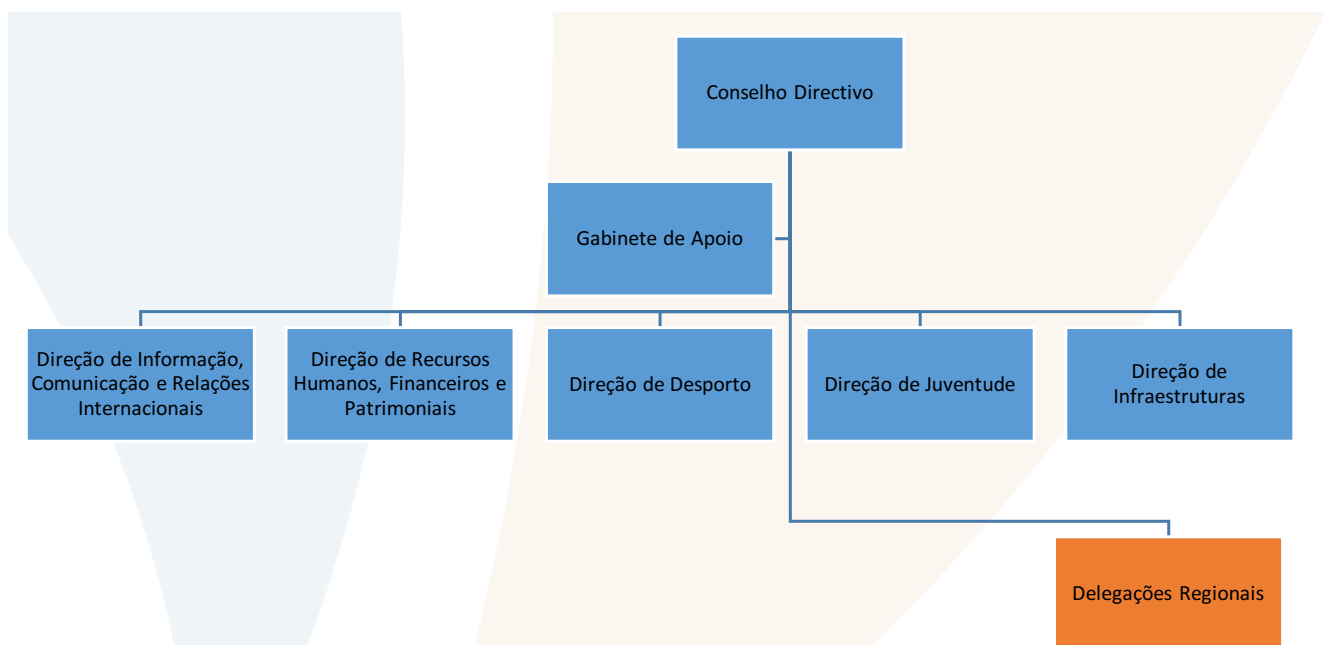 Conselho Directivo
Gabinete de Apoio
Direção de Informação,
Comunicação e Relações
Internacionais
Direção de Recursos
Humanos, Financeiros e
Patrimoniais
Direção de Desporto
Direção de Juventude
Direção de
Infraestruturas
Delegações Regionais